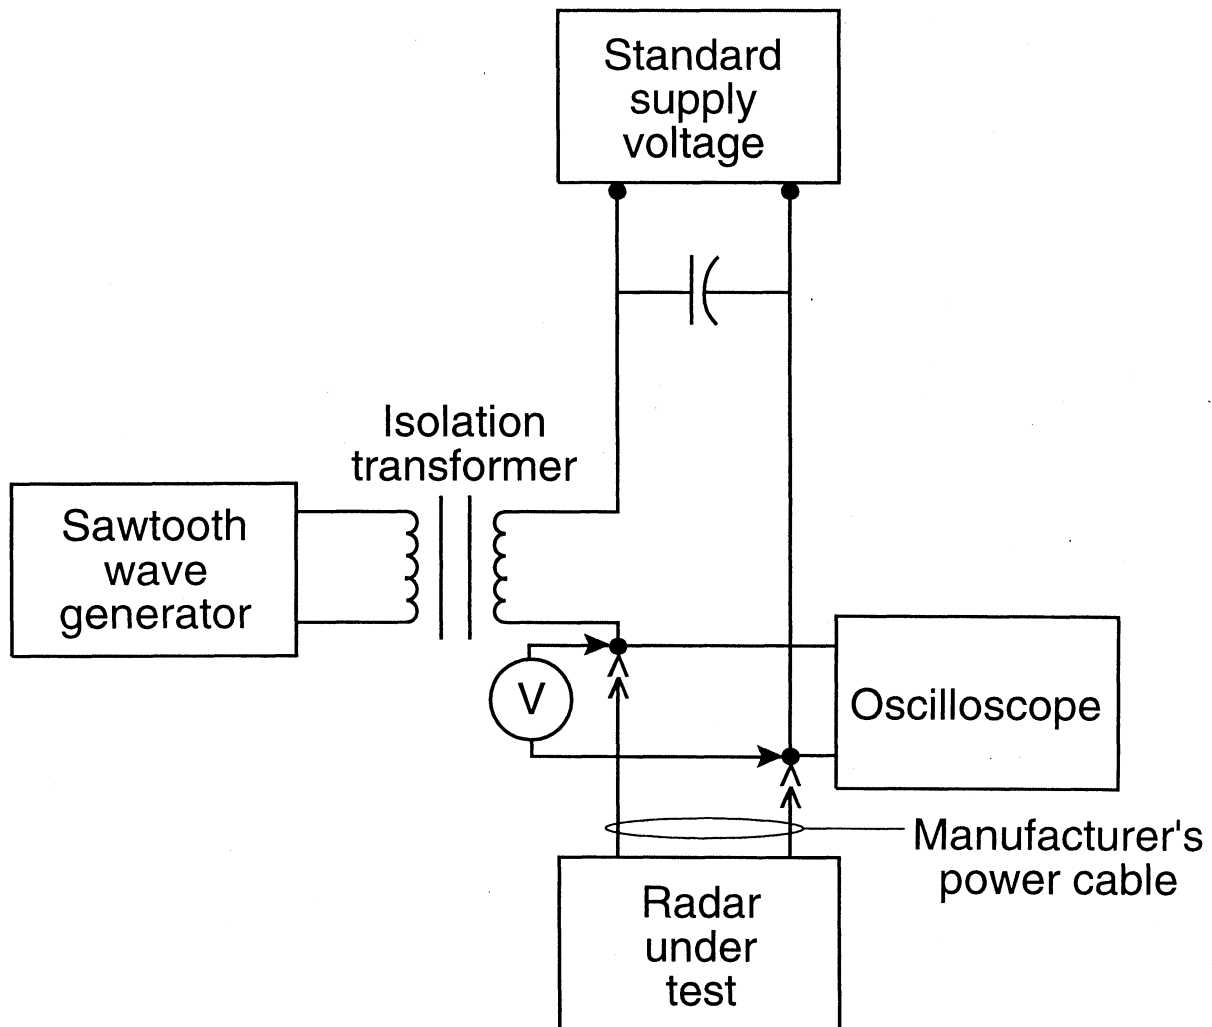 Standard
supply
voltage
Isolation
transformer
Sawtooth
wave
generator
V
Oscilloscope
Manufacturer's
power cable
Radar
under
test